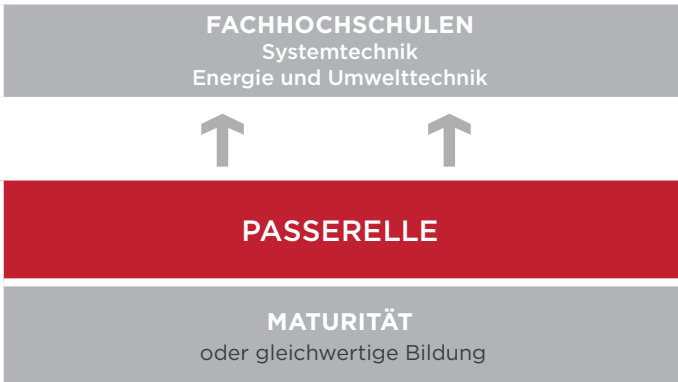 FACHHOCHSCHULEN
Systemtechnik
Energie und Umwelttechnik
PASSERELLE
MATURITÄT
oder gleichwertige Bildung